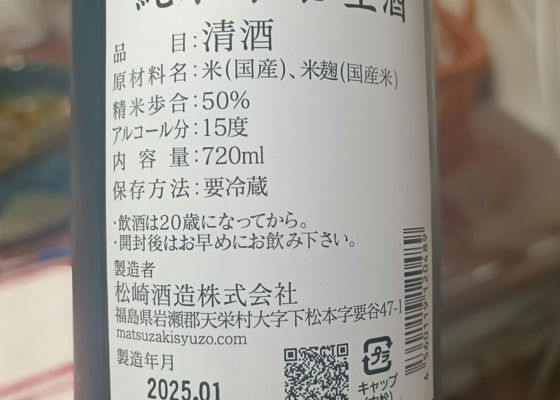 品目:清酒
原材料名:米(国産)、米麹(国産米)
精米歩合:50%
アルコール分:15度
内容量:720ml
保存方法:要冷蔵
・飲酒は20歳になってから。
・開封後はお早めにお飲み下さい。
製造者
松崎酒造株式会社
福島県岩瀬郡天栄村大字下松本字要谷47-1
matsuzakisyuzo.com
製造年月
2025.01
プラ
キャップ
4560119120489